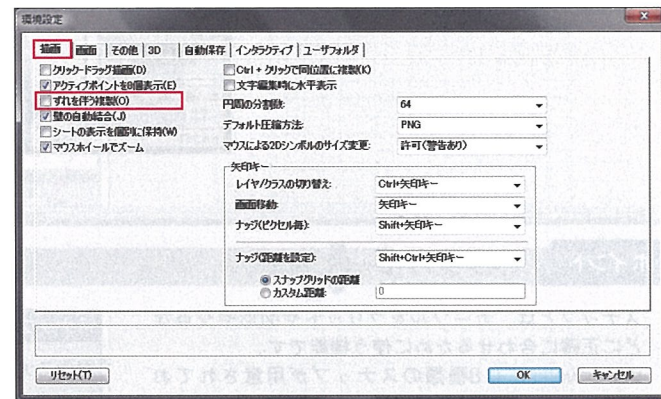 環境設定
描画 画面 その他 3D 自動保存 インタラクティブ ユーザフォルダ
クリック-ドラッグ描画(D)
アクティブポイントを8個表示(E)
ずれを伴う複製(O)
壁の自動結合(J)
シートの表示を個別に保持(W)
マウスホイールでズーム
Ctrl + クリックで同位置に複製(K)
文字編集時に水平表示
円周の分割数: 64
デフォルト圧縮方法: PNG
マウスによる2Dシンボルのサイズ変更: 許可(警告あり)
矢印キー
レイヤ/クラスの切り替え: Ctrl+矢印キー
画面移動: 矢印キー
ナッジ(ピクセル毎): Shift+矢印キー
ナッジ(距離を設定): Shift+Ctrl+矢印キー
スナップグリッドの距離
カスタム距離: 0
リセット(T) OK キャンセル